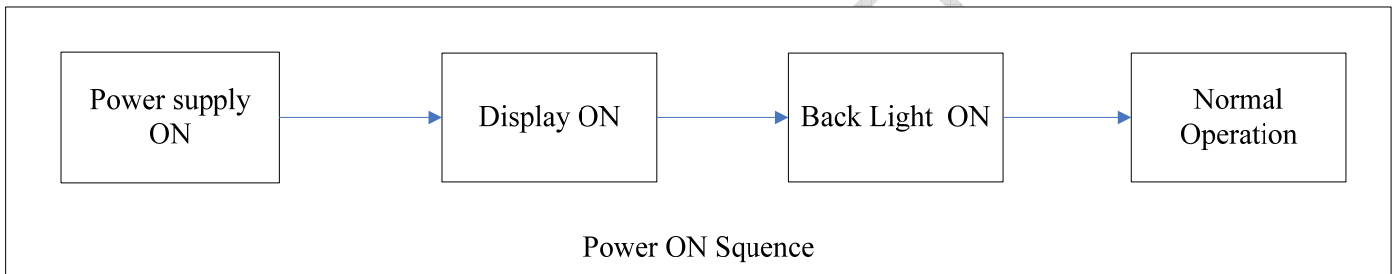 Power supply
ON
Display ON
Back Light ON
Normal
Operation
Power ON Squence